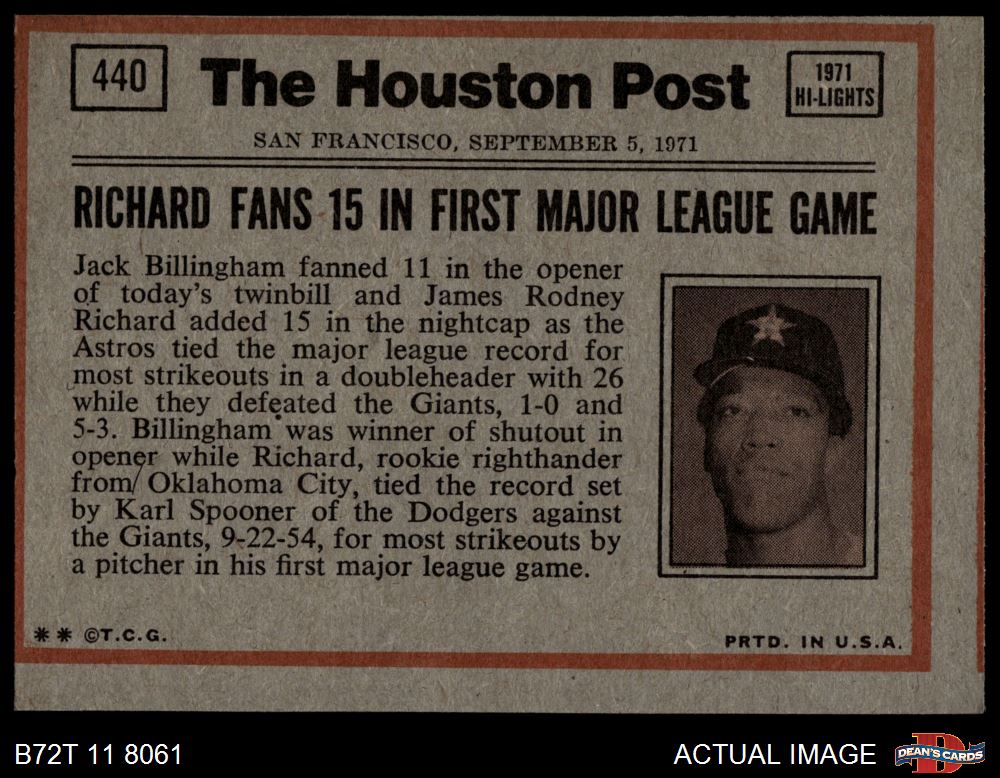 440
The Houston Post
1971
HI-LIGHTS
SAN FRANCISCO, SEPTEMBER 5, 1971
RICHARD FANS 15 IN FIRST MAJOR LEAGUE GAME
Jack Billingham fanned 11 in the opener
of today's twinbill and James Rodney
Richard added 15 in the nightcap as the
Astros tied the major league record for
most strikeouts in a doubleheader with 26
while they defeated the Giants, 1-0 and
5-3. Billingham was winner of shutout in
opener while Richard, rookie righthander
from Oklahoma City, tied the record set
by Karl Spooner of the Dodgers against
the Giants, 9-22-54, for most strikeouts by
a pitcher in his first major league game.
** ©T.C.G.
PRTD. IN U.S.A.
B72T 11 8061
ACTUAL IMAGE
DEAN'S CARDS